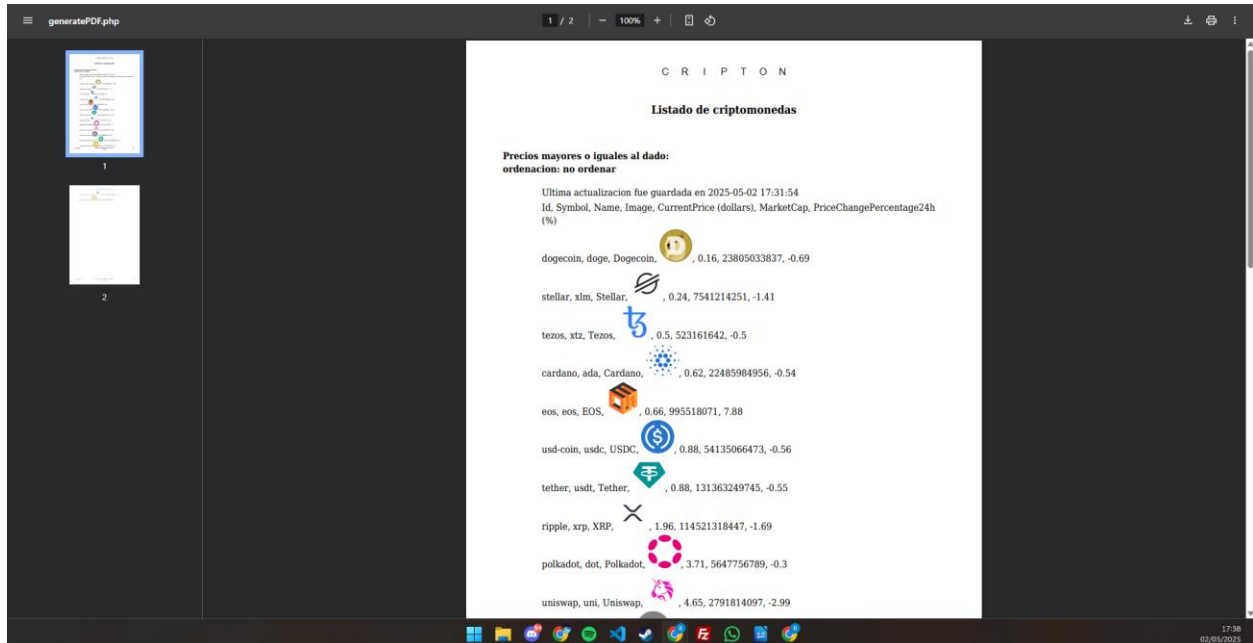 generatePDF.php
1 / 2
100%
1
2
C R I P T O N
Listado de criptomonedas
Precios mayores o iguales al dado:
ordenacion: no ordenar
Ultima actualizacion fue guardada en 2025-05-02 17:31:54
Id, Symbol, Name, Image, CurrentPrice (dollars), MarketCap, PriceChangePercentage24h
(%)
dogecoin, doge, Dogecoin, , 0.16, 23805033837, -0.69
stellar, xlm, Stellar, , 0.24, 7541214251, -1.41
tezos, xtz, Tezos, , 0.5, 523161642, -0.5
cardano, ada, Cardano, , 0.62, 22485984956, -0.54
eos, eos, EOS, , 0.66, 995518071, 7.88
usd-coin, usdc, USDC, , 0.88, 54135066473, -0.56
tether, usdt, Tether, , 0.88, 131363249745, -0.55
ripple, xrp, XRP, , 1.96, 114521318447, -1.69
polkadot, dot, Polkadot, , 3.71, 5647756789, -0.3
uniswap, uni, Uniswap, , 4.65, 2791814097, -2.99
17:38
02/05/2025